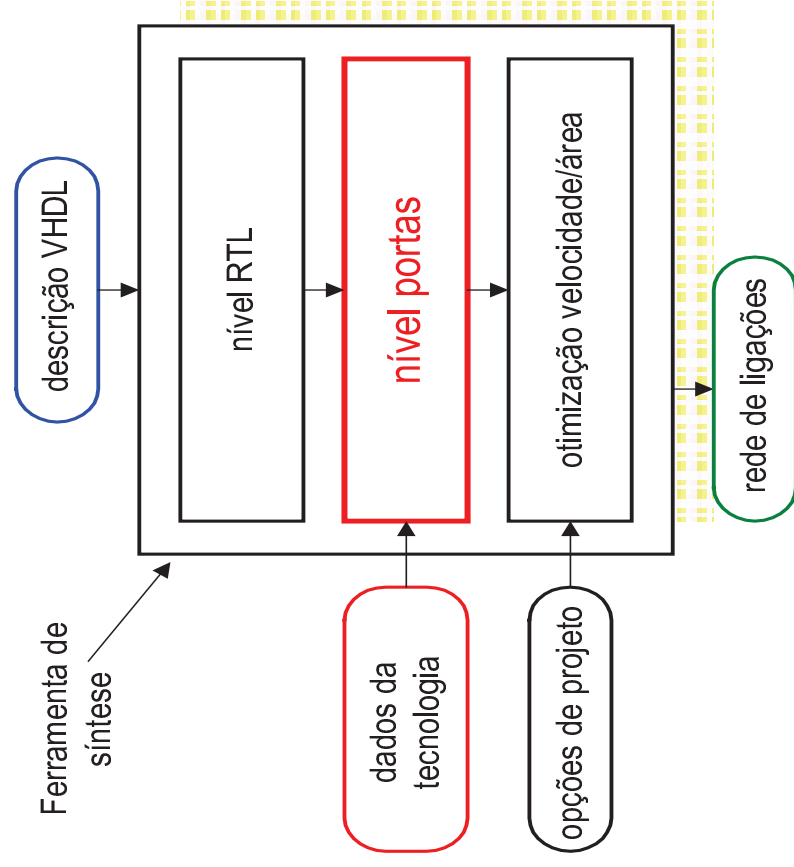 Ferramenta de
síntese
descrição VHDL
nível RTL
dados da
tecnologia
nível portas
opções de projeto
otimização velocidade/área
rede de ligações